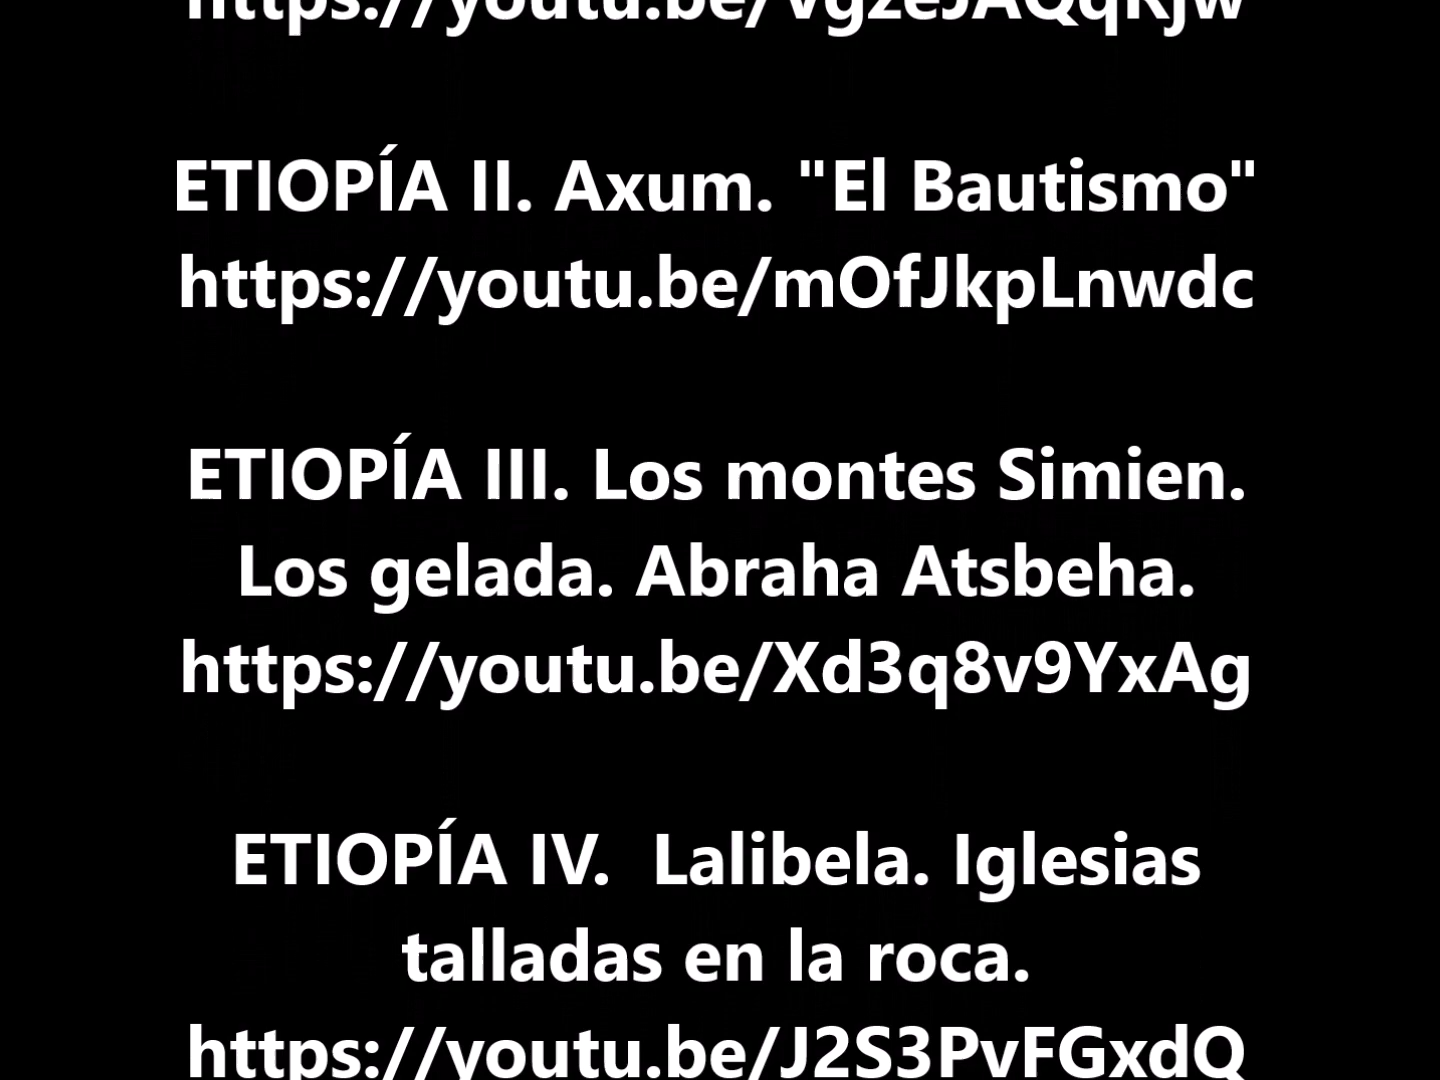 ETIOPÍA II. Axum. "El Bautismo"
https://youtu.be/mOfJkpLnwdc
ETIOPÍA III. Los montes Simien.
Los gelada. Abraha Atsbeha.
https://youtu.be/Xd3q8v9YxAg
ETIOPÍA IV.  Lalibela. Iglesias
talladas en la roca.
https://youtu.be/J2S3PvFGxdQ